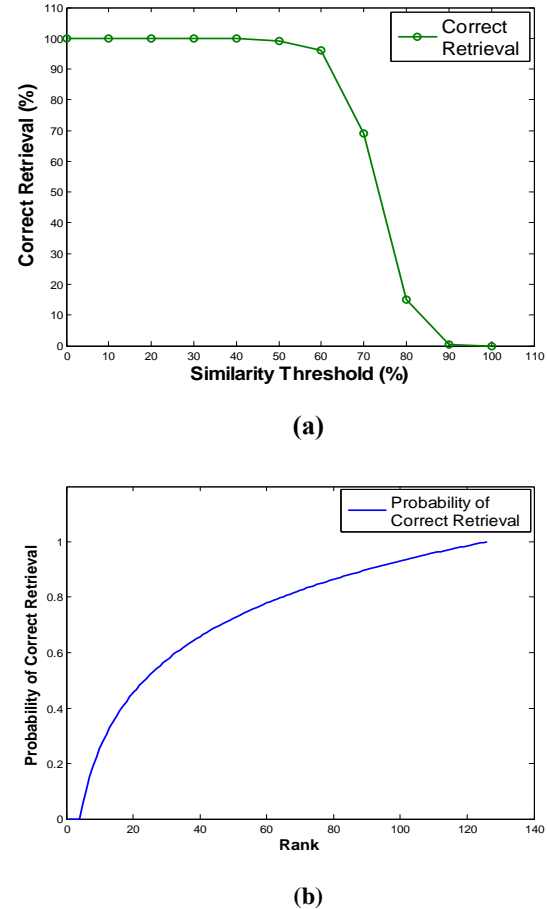 110
100
90
80
70
60
50
40
30
20
10
0
Correct Retrieval (%)
Correct
Retrieval
0 10 20 30 40 50 60 70 80 90 100 110
Similarity Threshold (%)
(a)
1
0.8
0.6
0.4
0.2
0
Probability of Correct Retrieval
Probability of
Correct Retrieval
0 20 40 60 80 100 120 140
Rank
(b)